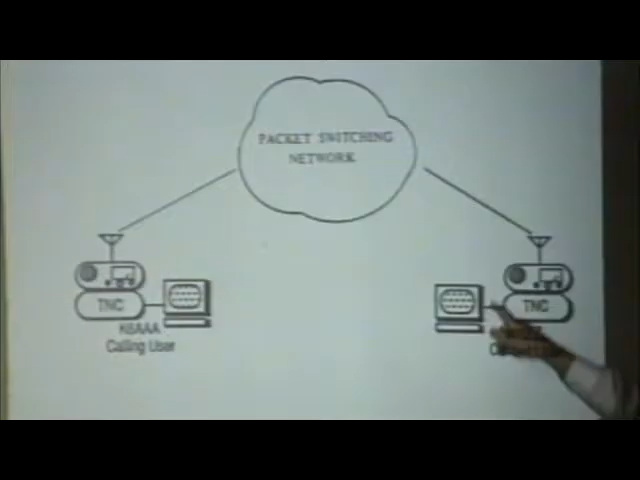 PACKET SWITCHING
NETWORK
TNC
TNC
K6AAA
Calling User